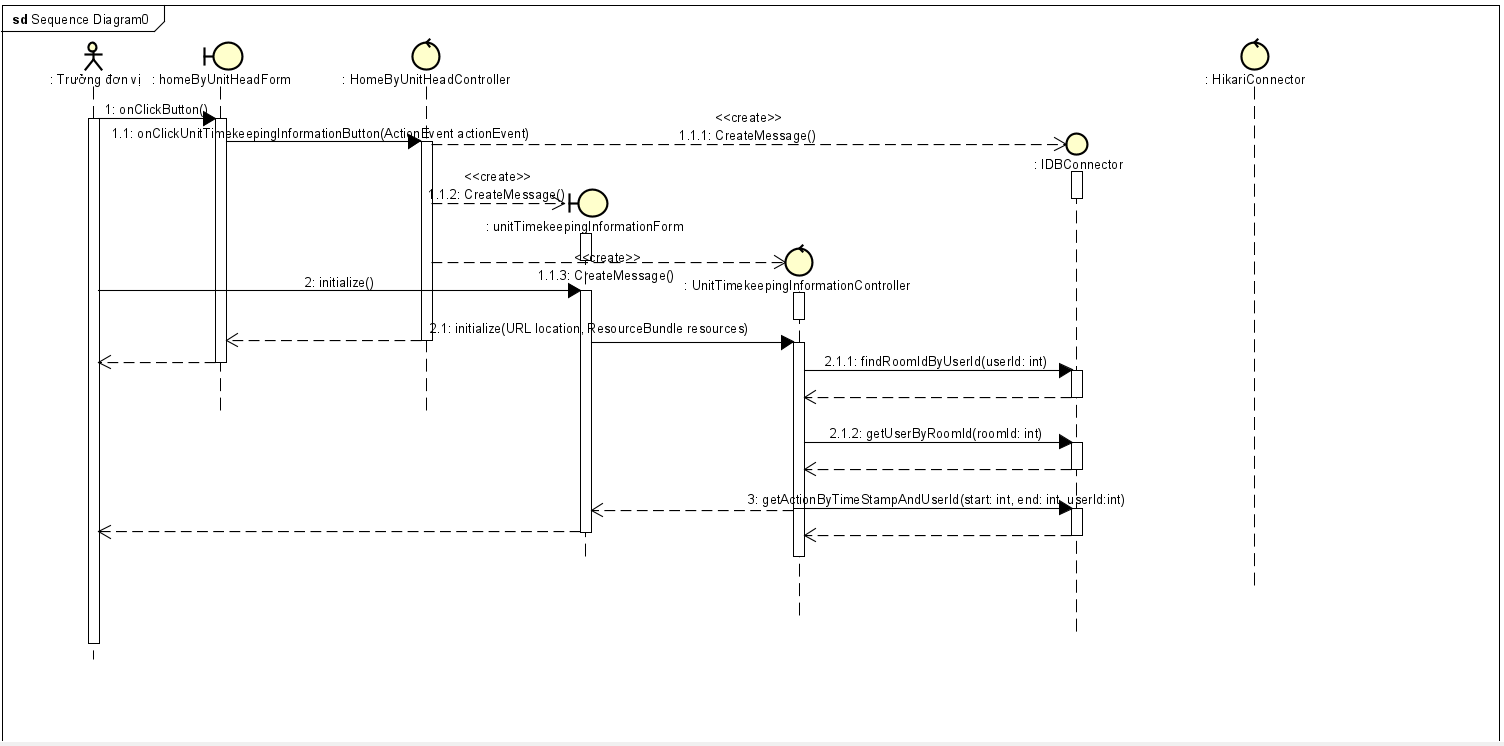 sd Sequence Diagram0
: Trưởng đơn vị
: homeByUnitHeadForm
: HomeByUnitHeadController
: HikariConnector
1: onClickButton()
<<create>>
1.1: onClickUnitTimekeepingInformationButton(ActionEvent actionEvent)
1.1.1: CreateMessage()
: IDBConnector
<<create>>
1.1.2: CreateMessage()
: unitTimekeepingInformationForm
<<create>>
1.1.3: CreateMessage()
: UnitTimekeepingInformationController
2: initialize()
2.1: initialize(URL location, ResourceBundle resources)
2.1.1: findRoomIdByUserId(userId: int)
2.1.2: getUserByRoomId(roomId: int)
3: getActionByTimeStampAndUserId(start: int, end: int, userId:int)